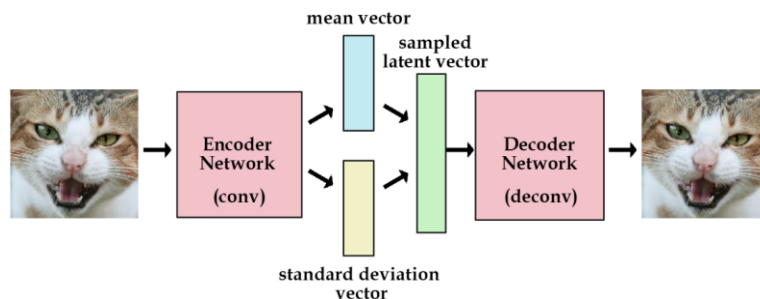 mean vector
sampled
latent vector
Encoder
Network
(conv)
Decoder
Network
(deconv)
standard deviation
vector